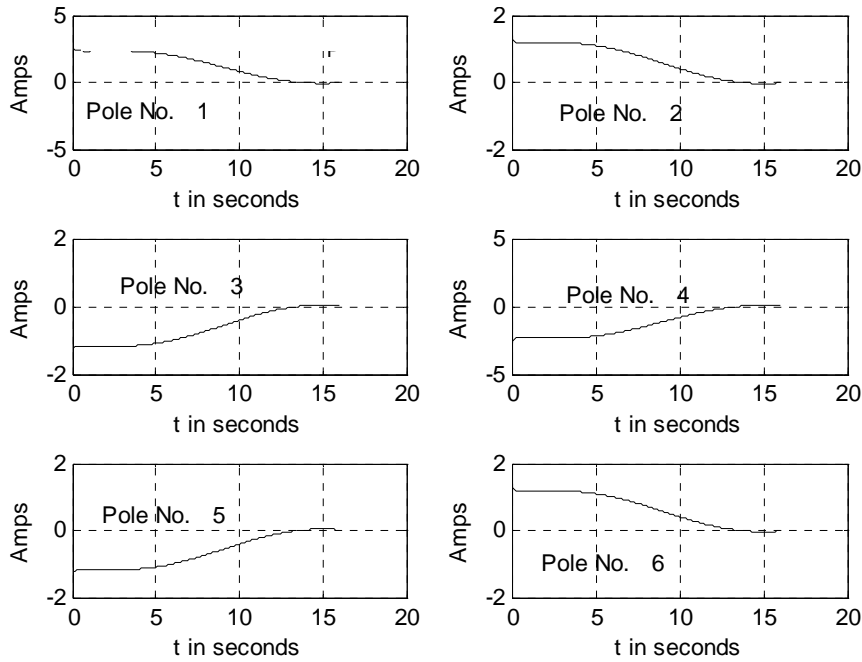 5
0
-5
Amps
Pole No. 1
0 5 10 15 20
t in seconds
2
0
-2
Amps
Pole No. 2
0 5 10 15 20
t in seconds
2
0
-2
Amps
Pole No. 3
0 5 10 15 20
t in seconds
5
0
-5
Amps
Pole No. 4
0 5 10 15 20
t in seconds
2
0
-2
Amps
Pole No. 5
0 5 10 15 20
t in seconds
2
0
-2
Amps
Pole No. 6
0 5 10 15 20
t in seconds